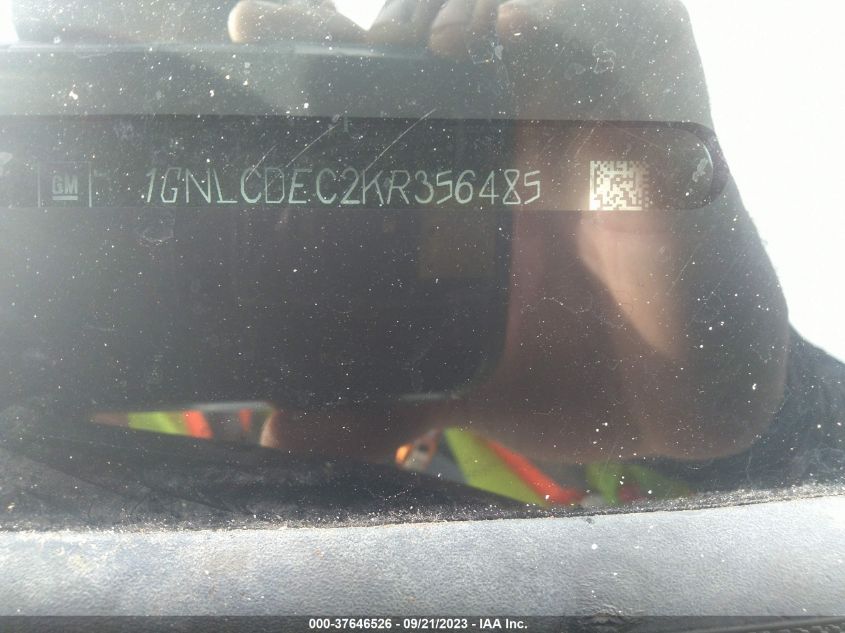 GM 1GNLCDEC2KR356485
000-37646526 - 09/21/2023 - IAA Inc.